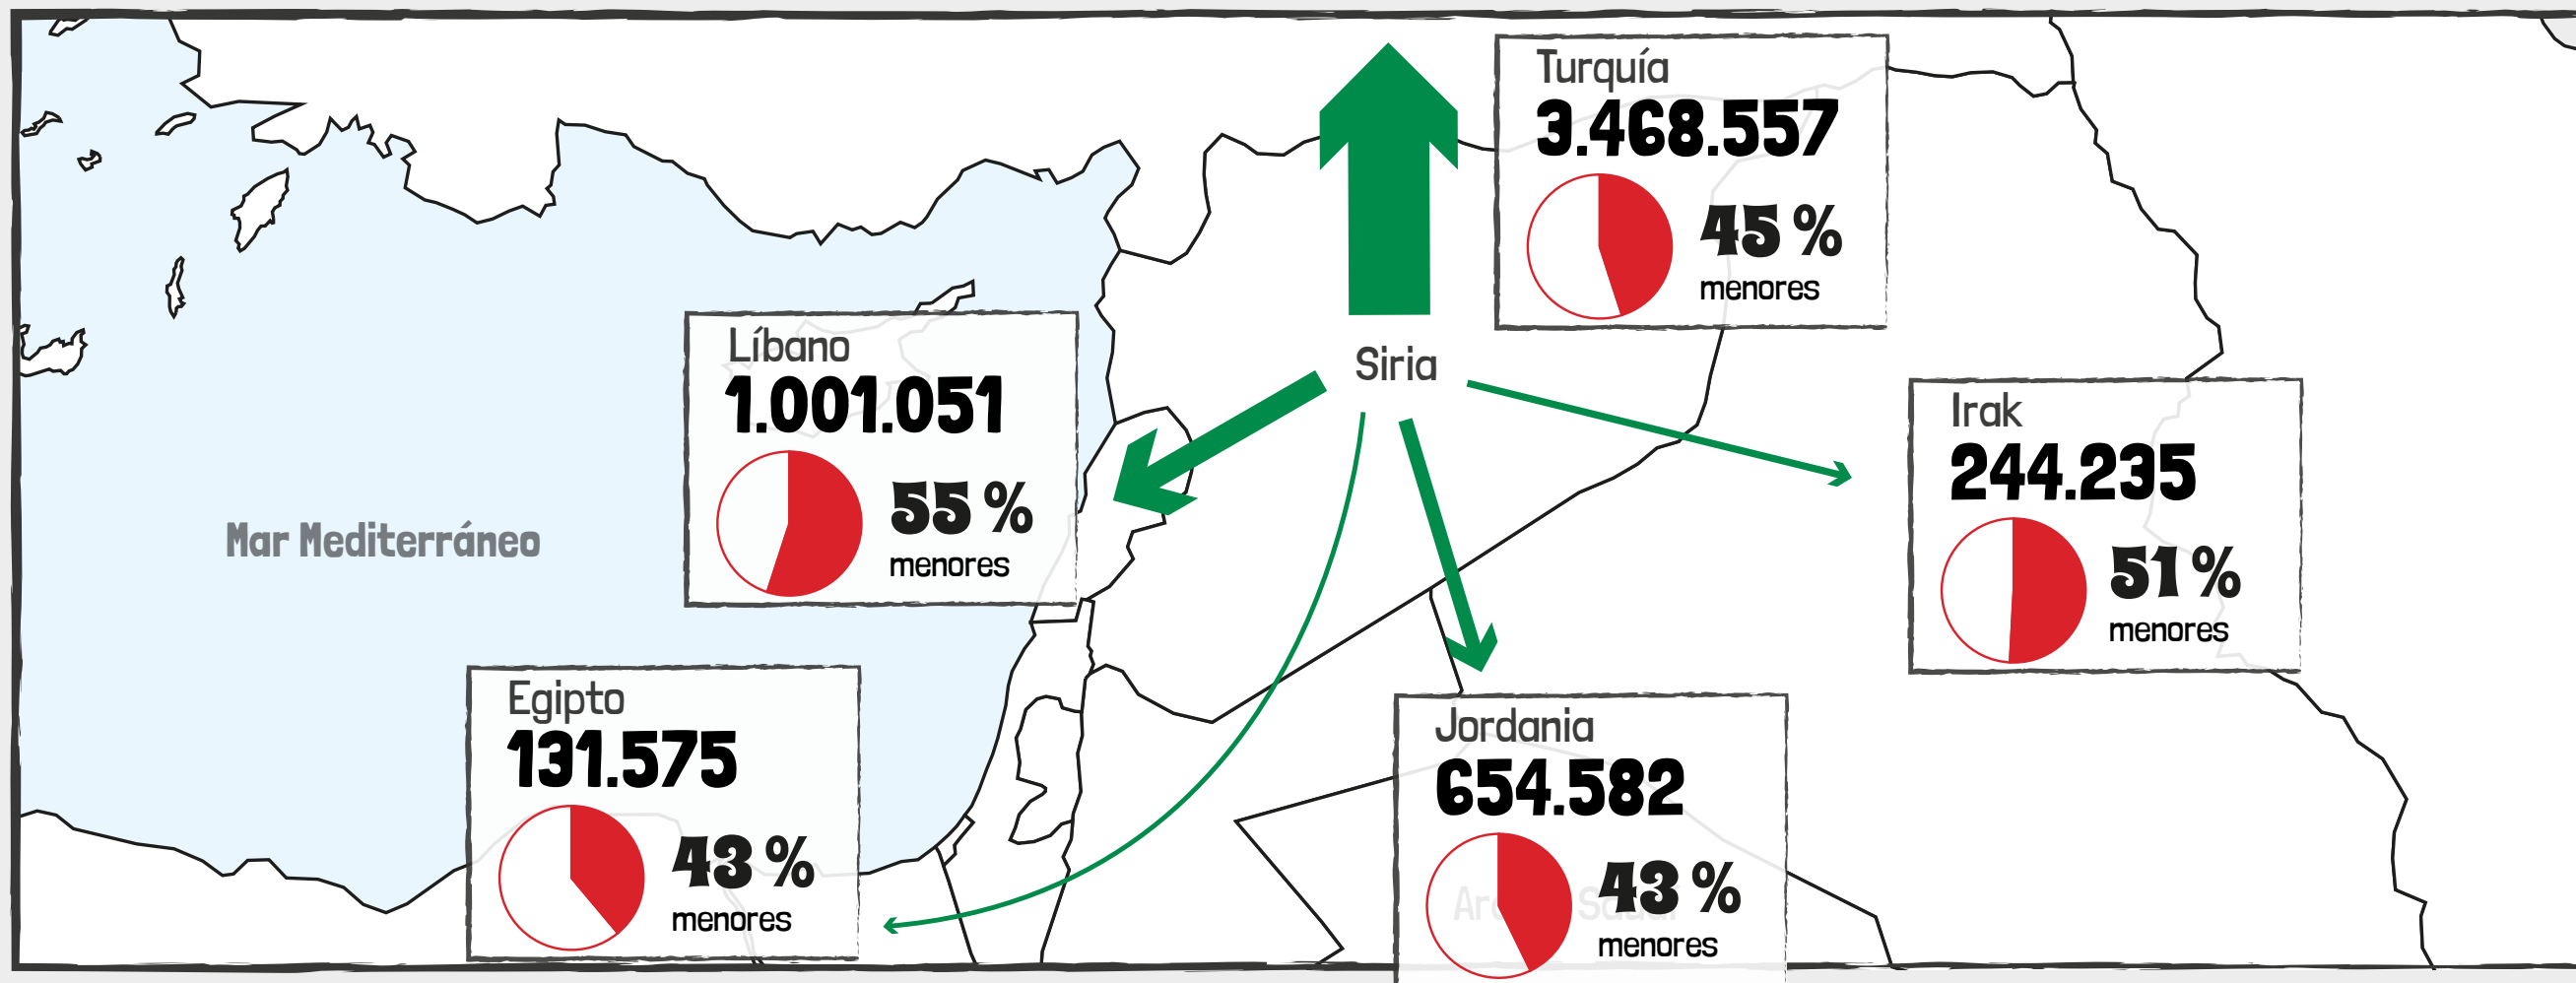 Turquía
3.468.557
45 %
menores
Líbano
1.001.051
55 %
menores
Siria
Irak
244.235
51 %
menores
Mar Mediterráneo
Egipto
131.575
43 %
menores
Jordania
654.582
43 %
menores